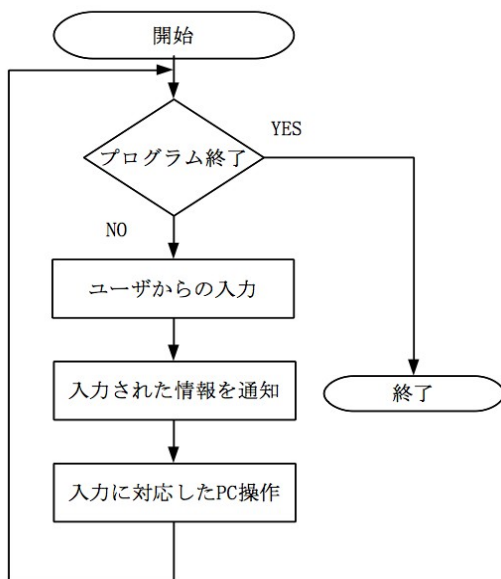 開始
プログラム終了
YES
NO
ユーザからの入力
入力された情報を通知
終了
入力に対応したPC操作